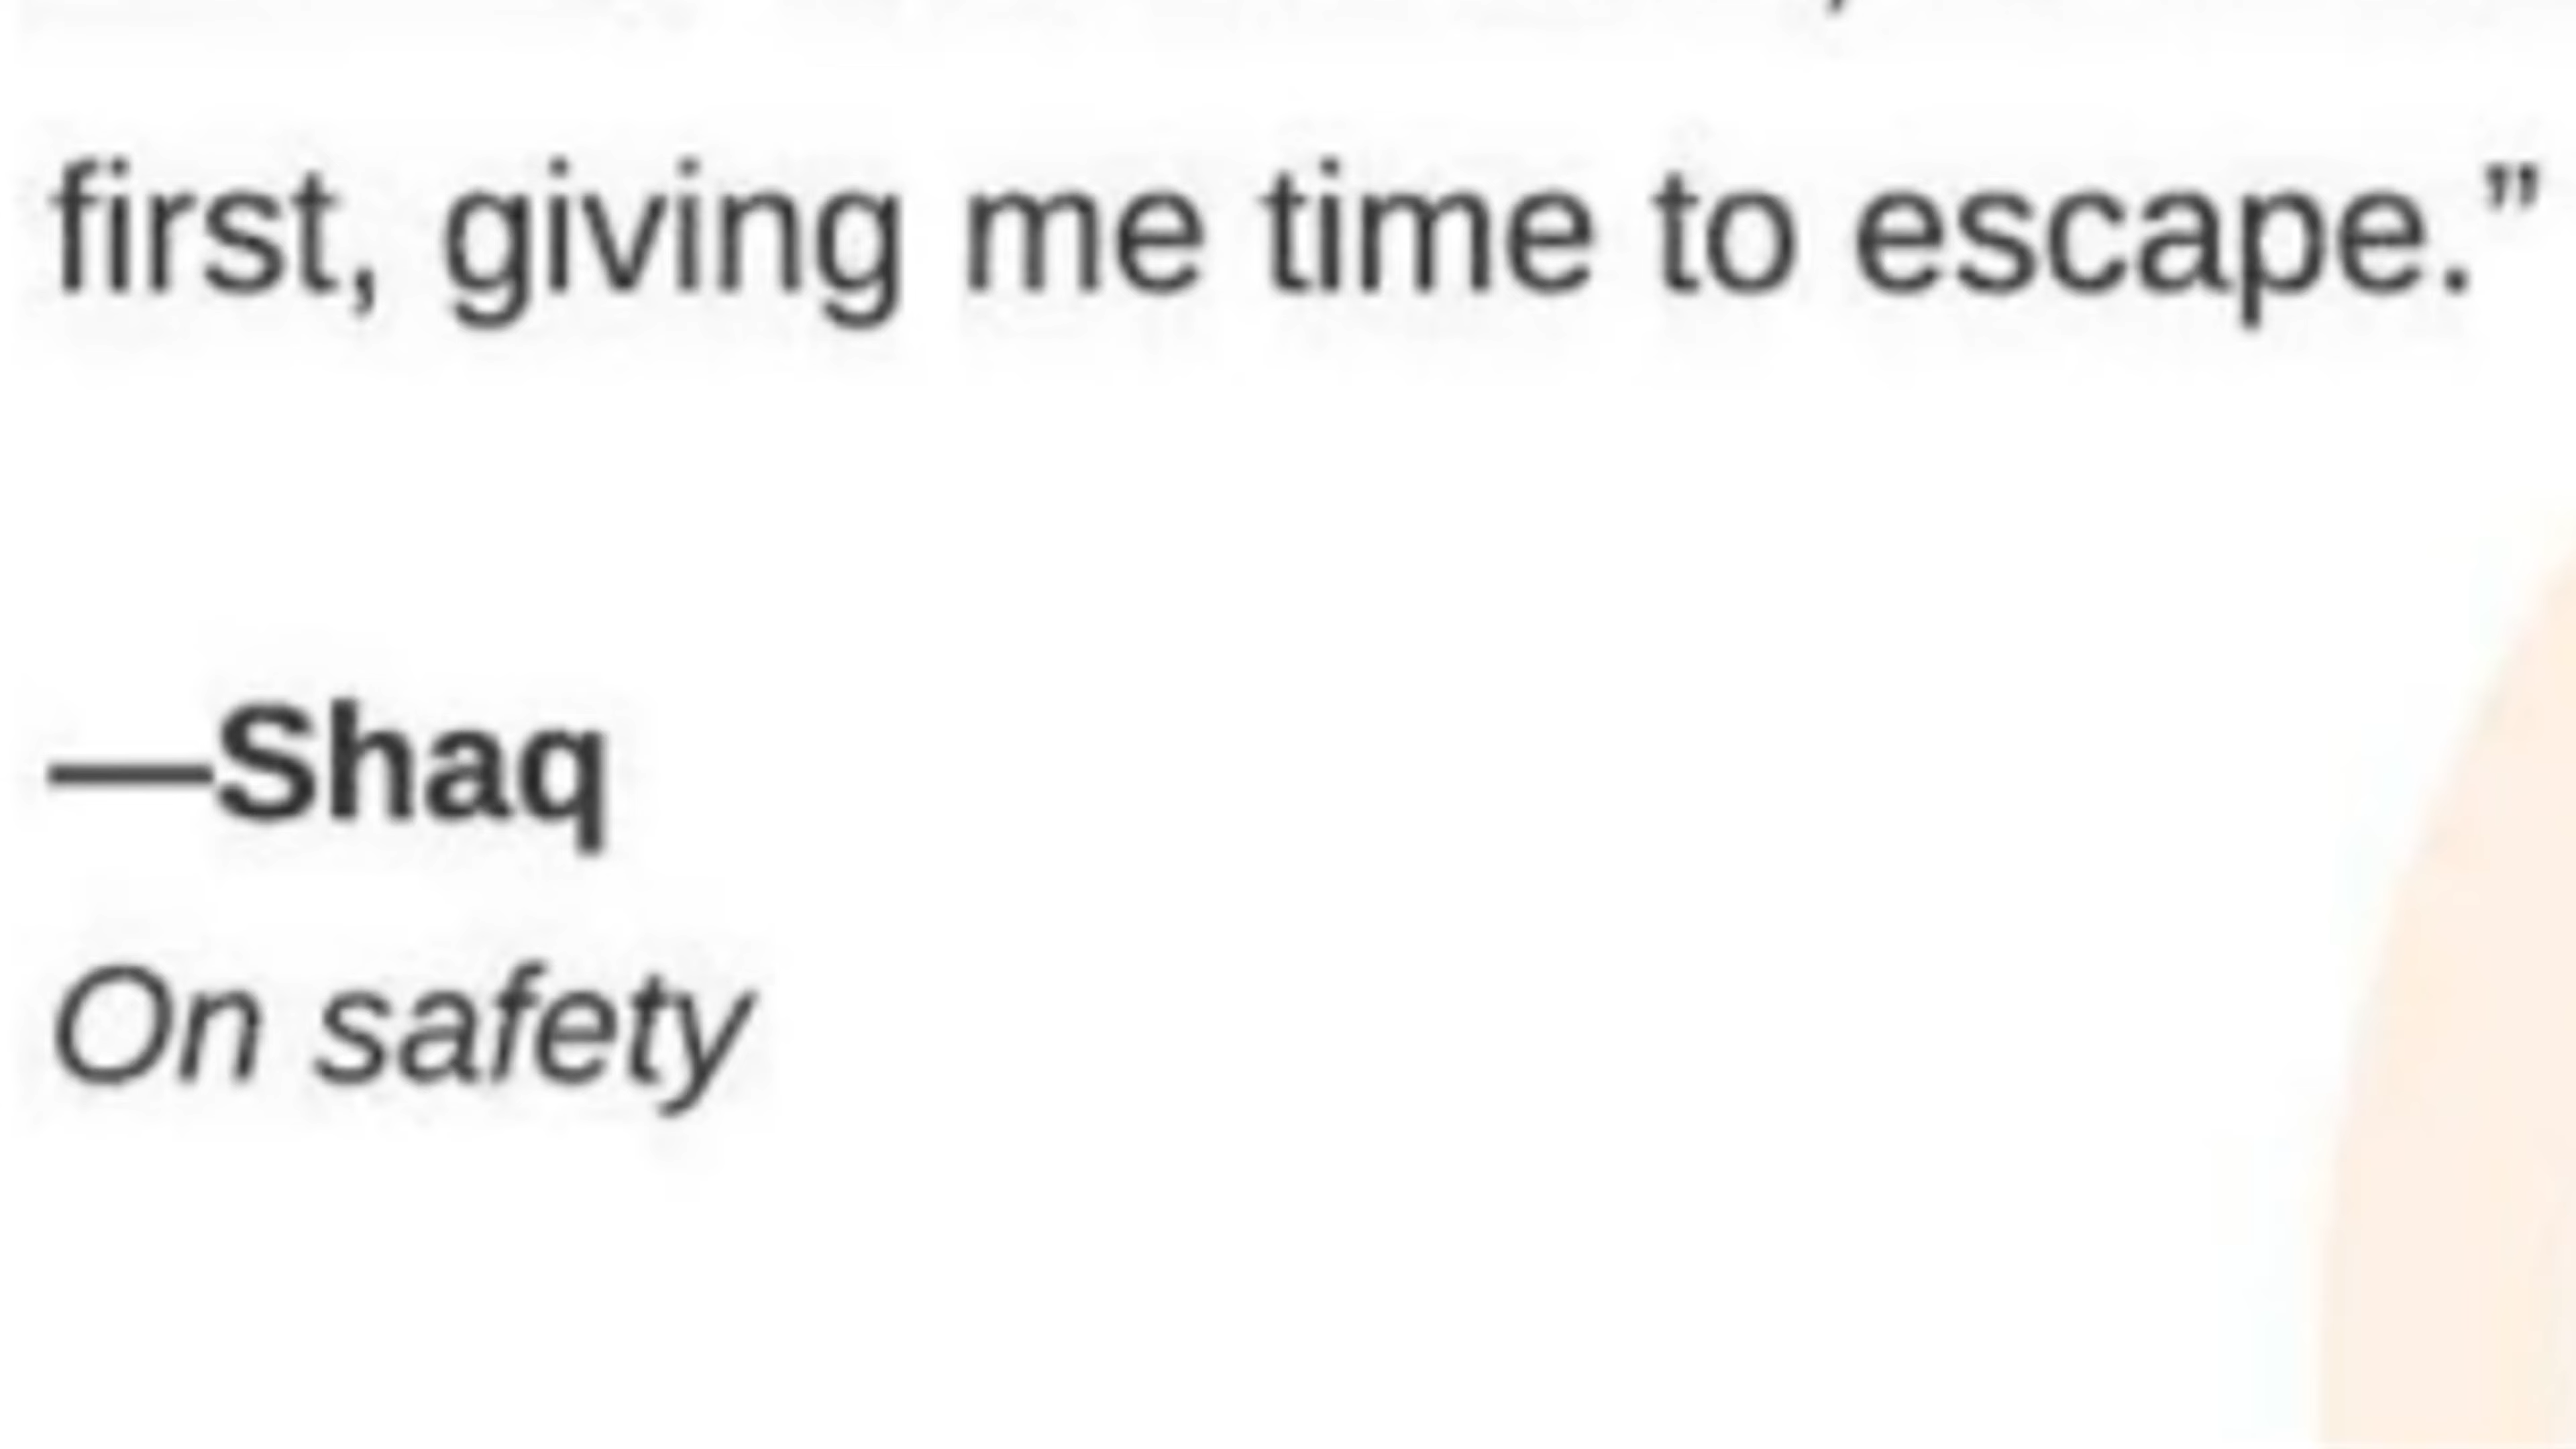 first, giving me time to escape.”
—Shaq
On safety